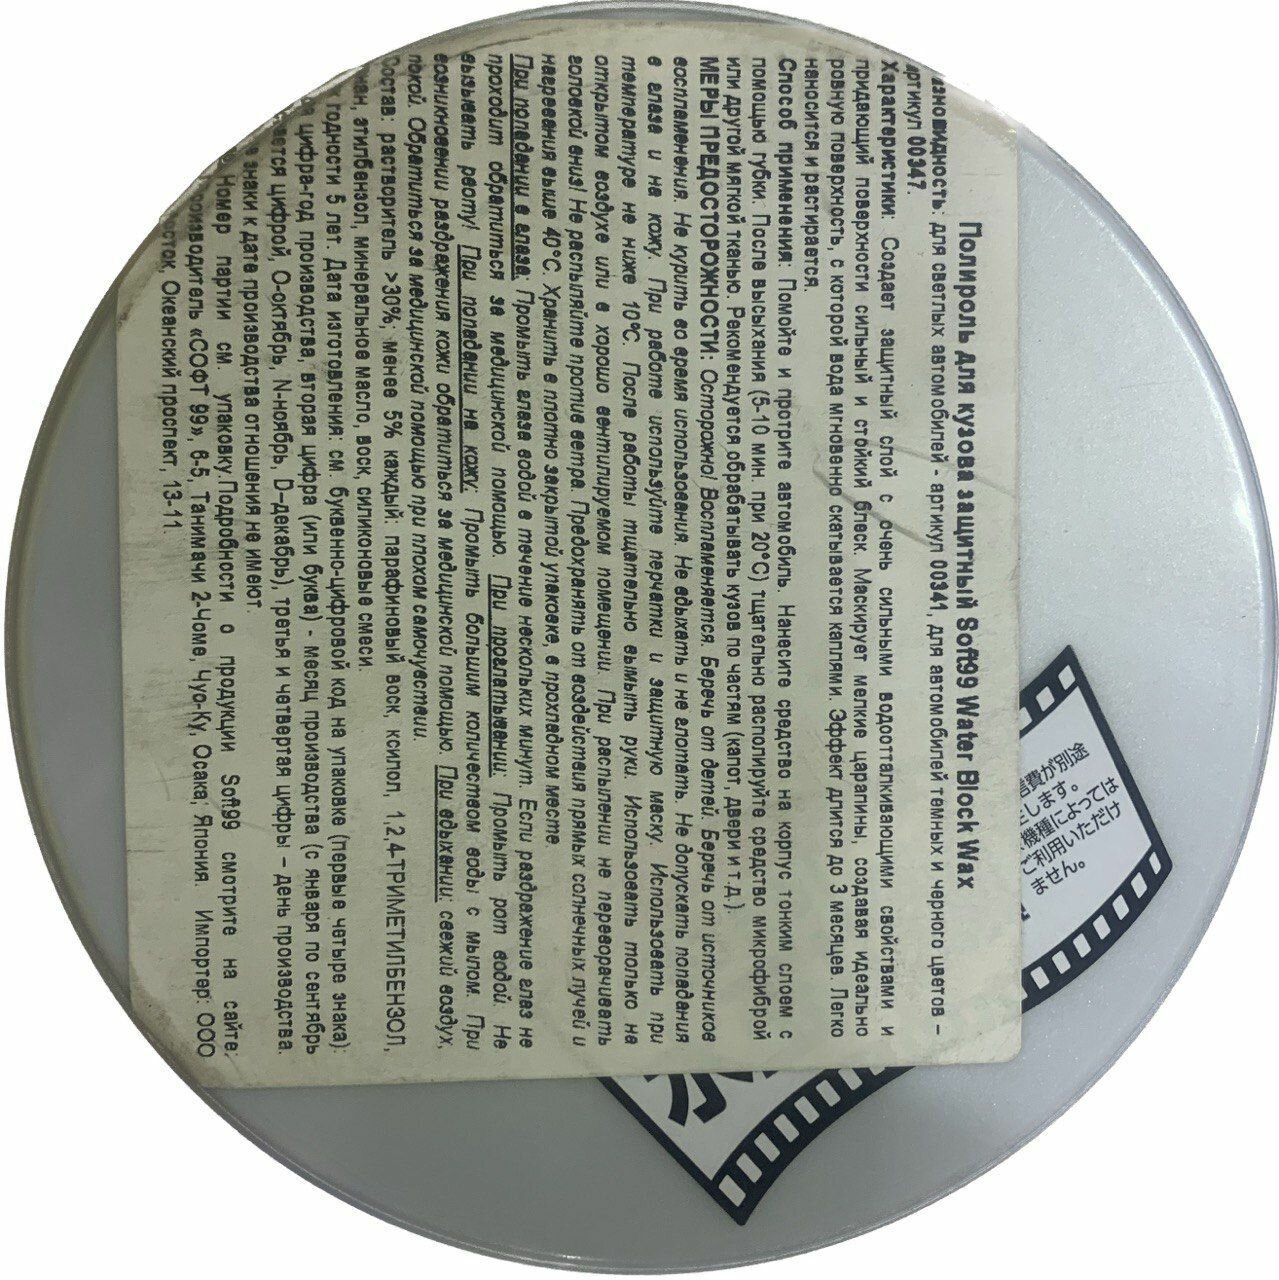 Полироль для кузова защитный Soft99 Water Block Wax
для светлых автомобилей - артикул 00341, для автомобилей темных и черного цветов –
артикул 00347.
Характеристики: Создает защитный слой с очень сильными водоотталкивающими свойствами и
придающий поверхности сильный и стойкий блеск. Маскирует мелкие царапины, создавая идеально
ровную поверхность, с которой вода мгновенно скатывается каплями. Эффект длится до 3 месяцев. Легко
наносится и растирается.
Способ применения: Помойте и протрите автомобиль. Нанесите средство на корпус тонким слоем с
помощью губки. После высыхания (5-10 мин. при 20°C) тщательно располируйте средство микрофиброй
или другой мягкой тканью. Рекомендуется обрабатывать кузов по частям (капот, двери и т.д.).
МЕРЫ ПРЕДОСТОРОЖНОСТИ: Осторожно! Воспламеняется. Беречь от детей. Беречь от источников
воспламенения. Не курить во время использования. Не вдыхать и не глотать. Не допускать попадания
в глаза и на кожу. При работе используйте перчатки и защитную маску. Использовать при
температуре не ниже 10°C. После работы тщательно вымыть руки. Использовать только на
открытом воздухе или в хорошо вентилируемом помещении. При распылении не переворачивать
головкой вниз! Не распыляйте против ветра. Предохранять от воздействия прямых солнечных лучей и
нагревания выше 40°C. Хранить в плотно закрытой упаковке, в прохладном месте.
При попадании в глаза: Промыть глаза водой в течение нескольких минут. Если раздражение глаз не
проходит обратиться за медицинской помощью. При проглатывании: Промыть рот водой. Не
вызывать рвоту! При попадании на кожу: Промыть большим количеством воды с мылом. При
возникновении раздражения кожи обратиться за медицинской помощью. При вдыхании: свежий воздух,
покой. Обратиться за медицинской помощью при плохом самочувствии.
Состав: растворитель >30%; менее 5% каждый: парафиновый воск, ксилол, 1,2,4-ТРИМЕТИЛБЕНЗОЛ,
этилбензол, минеральное масло, воск, силиконовые смеси.
годности 5 лет. Дата изготовления: см. буквенно-цифровой код на упаковке (первые четыре знака):
цифра-год производства, вторая цифра (или буква) - месяц производства (с января по сентябрь
цифрой, O-октябрь, N-ноябрь, D–декабрь), третья и четвертая цифры – день производства.
знаки к дате производства отношения не имеют.
Номер партии см. упаковку.Подробности о продукции Soft99 смотрите на сайте:
«СОфт 99», 6-5, Танимачи 2-Чоме, Чуо-Ку, Осака, Япония. Импортер: ООО
Океанский проспект, 13-11.
信費が別途
します。
機種によっては
ご利用いただけ
ません。